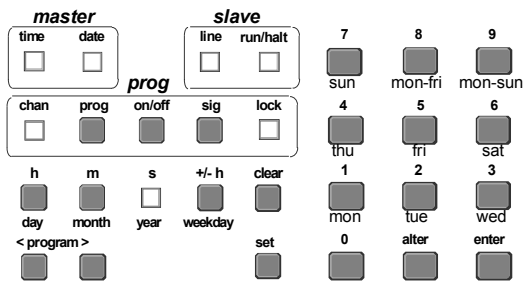 master slave
time date line run/halt 7 8 9
prog sun mon-fri mon-sun
chan prog on/off sig lock 4 5 6
thu fri sat
h m s +/- h clear 1 2 3
day month year weekday mon tue wed
< program > set 0 alter enter